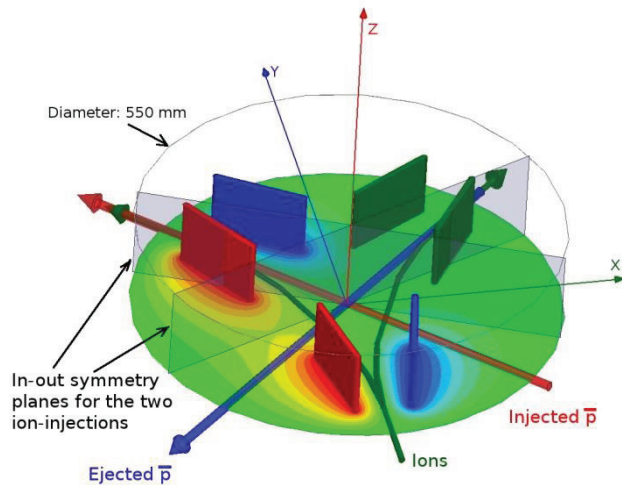 Z
Y
Diameter: 550 mm
X
In-out symmetry
planes for the two
ion-injections
Injected p̅
Ions
Ejected p̅